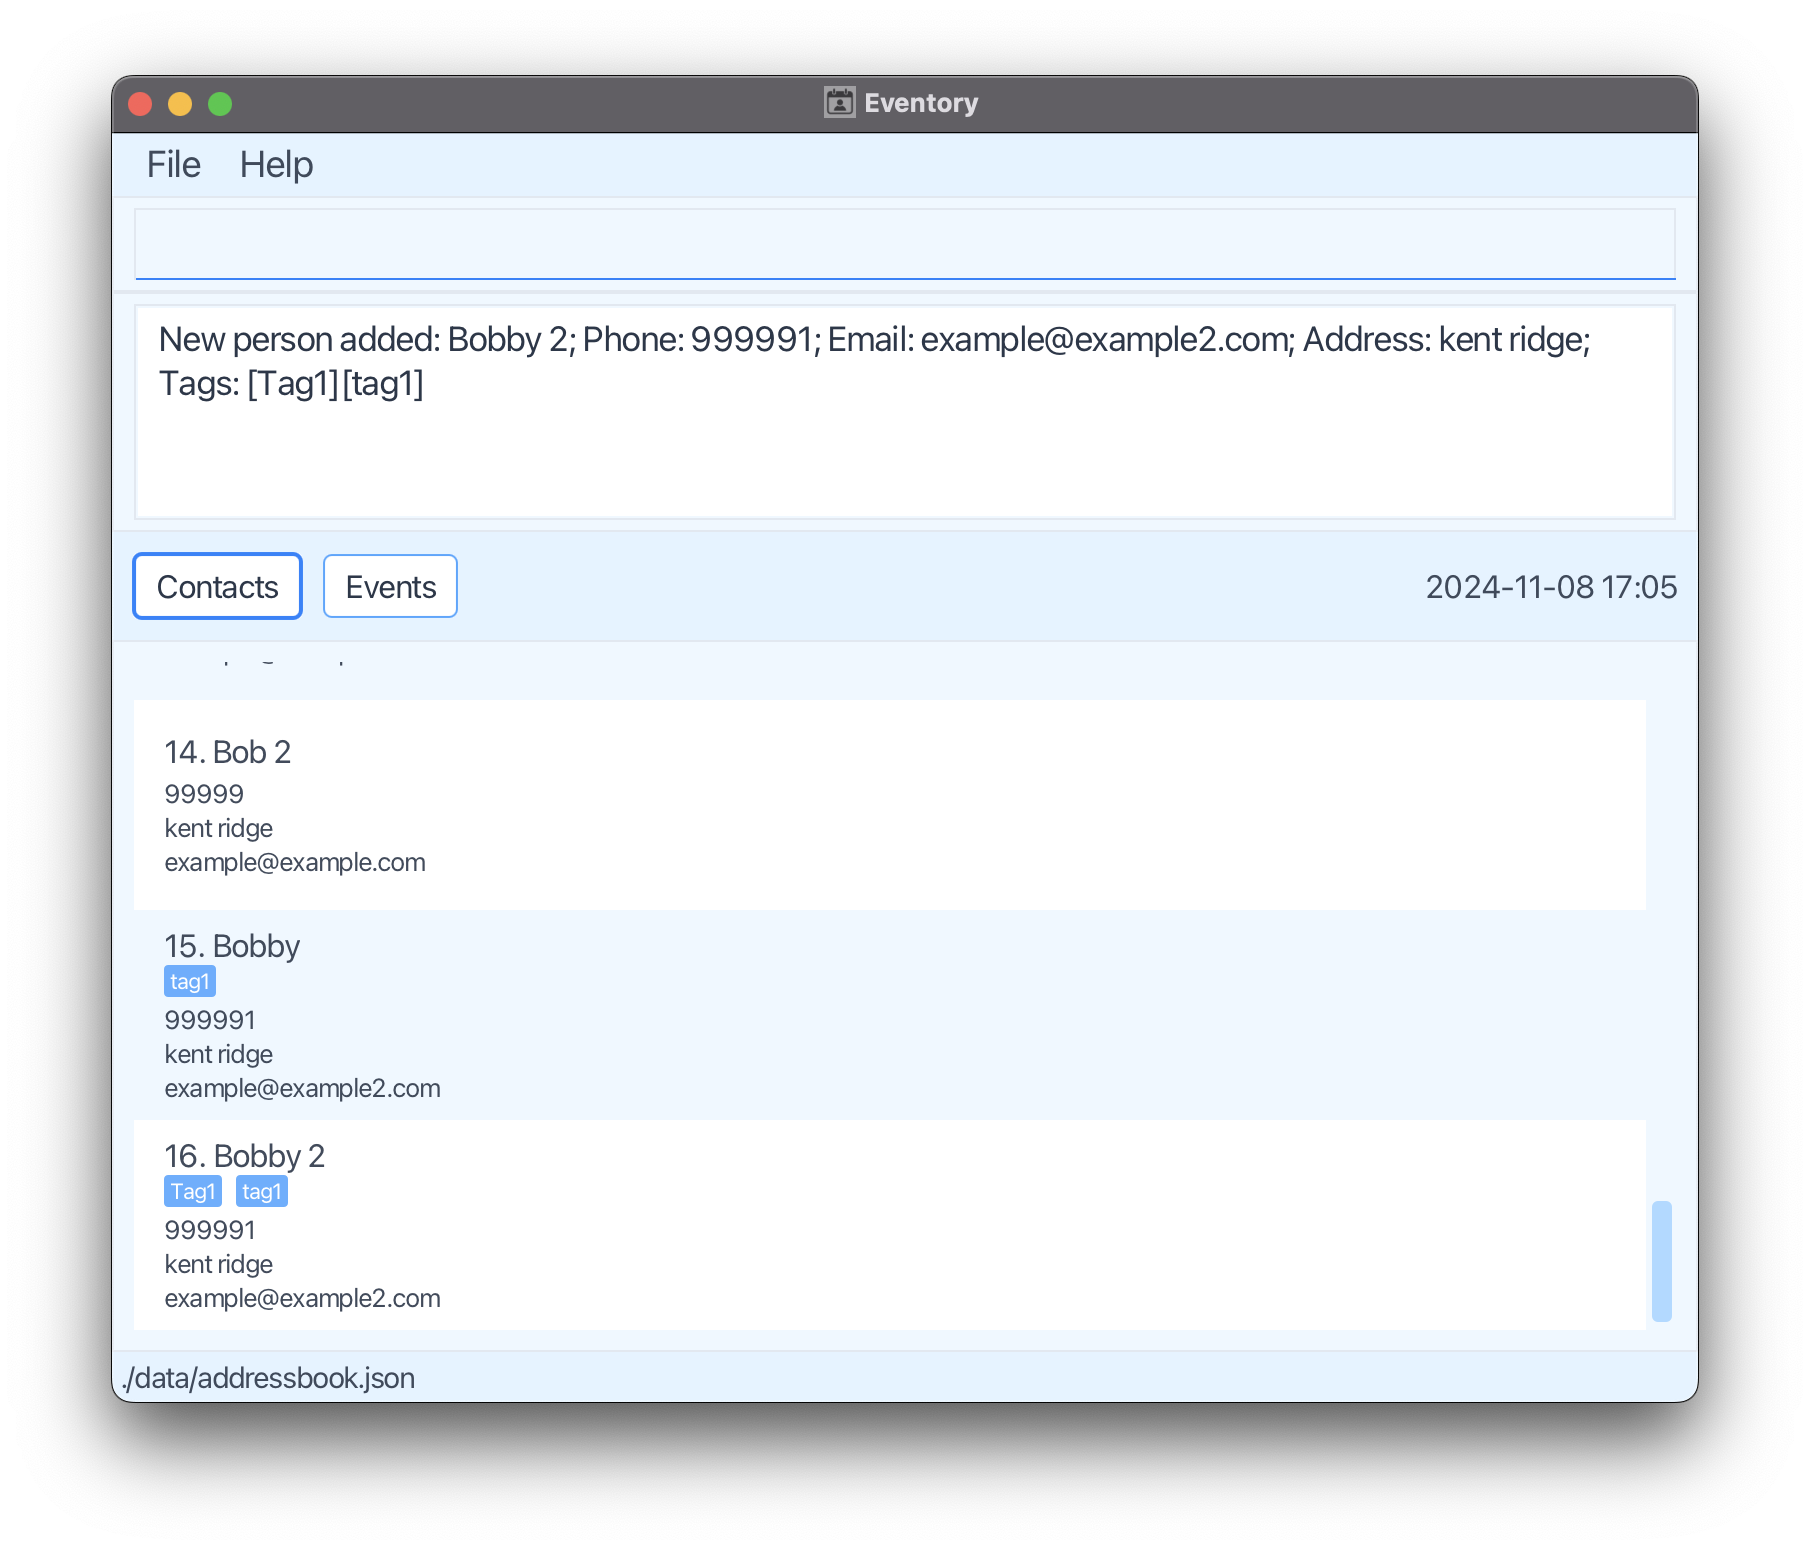 Eventory
File Help
New person added: Bobby 2; Phone: 999991; Email: example@example2.com; Address: kent ridge;
Tags: [Tag1][tag1]
Contacts Events 2024-11-08 17:05
14. Bob 2
99999
kent ridge
example@example.com
15. Bobby
tag1
999991
kent ridge
example@example2.com
16. Bobby 2
Tag1 tag1
999991
kent ridge
example@example2.com
./data/addressbook.json